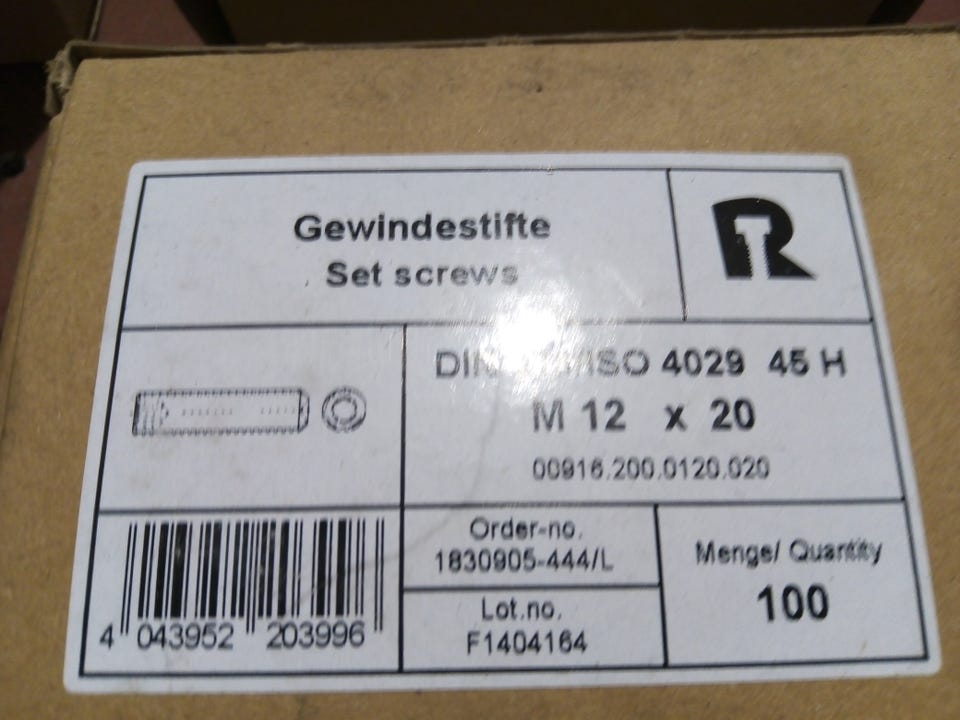 Gewindestifte
Set screws
R
DIN ISO 4029 45 H
M 12 x 20
00916.200.0120.020
Order-no.
1830905-444/L
Menge/ Quantity
100
Lot.no.
F1404164
4 043952 203996